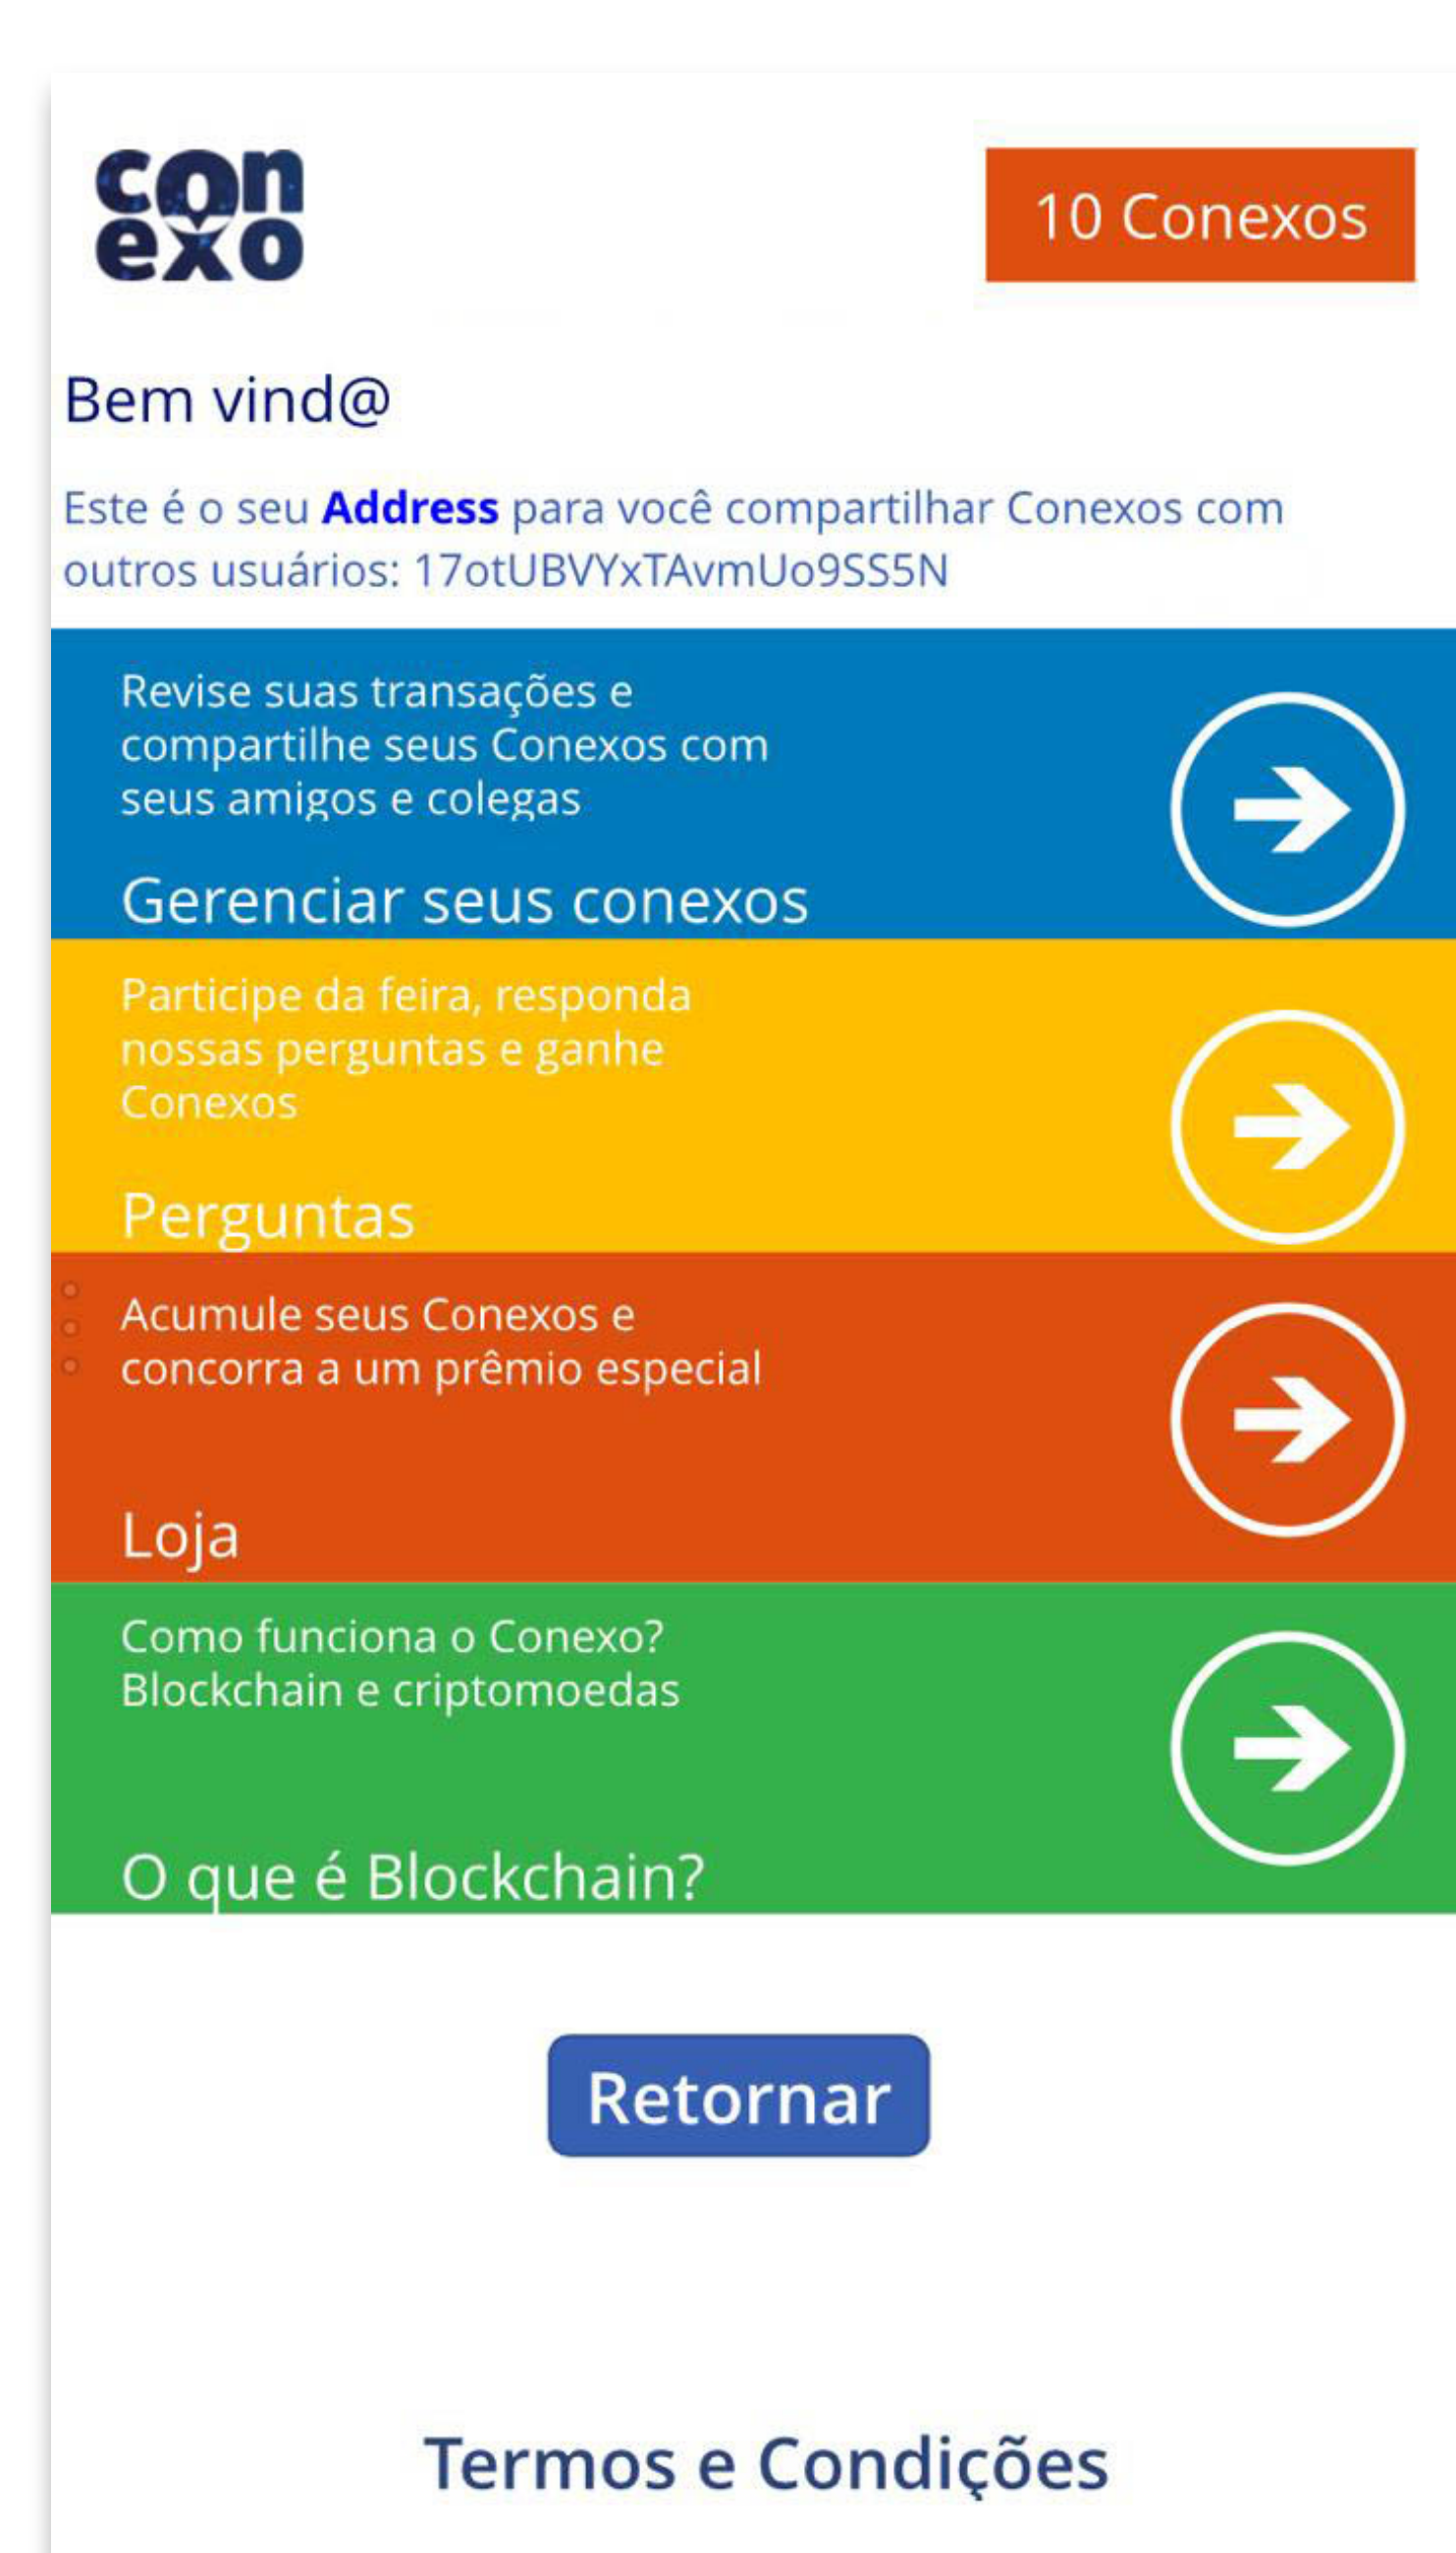 con
exo
10 Conexos
Bem vind@
Este é o seu Address para você compartilhar Conexos com
outros usuários: 17otUBVYxTAvmUo9SS5N
Revise suas transações e
compartilhe seus Conexos com
seus amigos e colegas
Gerenciar seus conexos
Participe da feira, responda
nossas perguntas e ganhe
Conexos
Perguntas
Acumule seus Conexos e
concorra a um prêmio especial
Loja
Como funciona o Conexo?
Blockchain e criptomoedas
O que é Blockchain?
Retornar
Termos e Condições